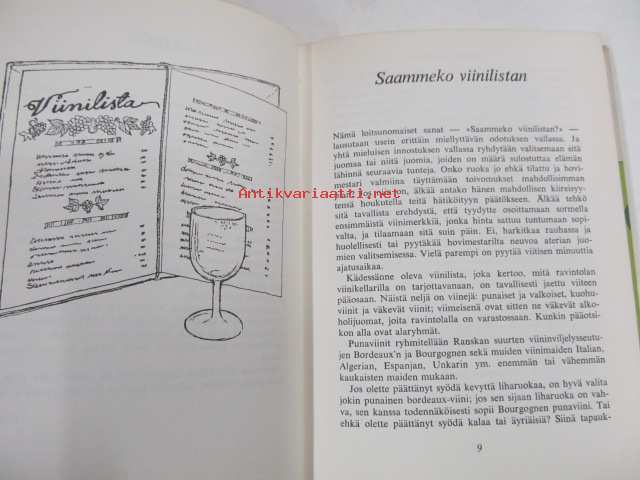 Viinilista
Antikvariaatti.net
Saammeko viinilistan
Nämä loitsunomaiset sanat — »Saammeko viinilistan?» —
lausutaan usein erittäin miellyttävän odotuksen vallassa. Ja
yhtä mieluisen innostuksen vallassa ryhdytään valitsemaan sitä
juomaa tai niitä juomia, joiden on määrä sulostuttaa elämän
lähinnä seuraavia tunteja. Onko ruoka jo ehkä tilattu ja hovi-
mestari valmiina täyttämään toivomukset mahdollisimman
älkää antako hänen mahdollisen kiireisyy-
tensä houkutella teitä hätiköityyn päätökseen. Älkää tehkö
sitä tavallista erehdystä, että tyydytte osoittamaan sormella
ensimmäistä viinimerkkiä, jonka hinta sattuu tuntumaan sopi-
valta, ja tilaamaan sitä suin päin. Ei, harkitkaa rauhassa ja
huolellisesti tai pyytäkää hovimestarilta neuvoa aterian juo-
mien valitsemisessa. Vielä parempi on pyytää viitisen minuuttia
ajatusaikaa.
Kädessänne oleva viinilista, joka kertoo, mitä ravintolan
viinikellarilla on tarjottavanaan, on tavallisesti jaettu viiteen
pääosaan. Näistä neljä on viinejä: punaiset ja valkoiset, kuohu-
viinit ja väkevät viinit; viimeisenä ovat sitten ne väkevät alko-
holijuomat, joita ravintolalla on varastossaan. Kunkin pääotsi-
kon alla ovat alaryhmät.
Punaviinit ryhmitellään Ranskan suurten viininviljelysseutu-
jen Bordeaux'n ja Bourgognen sekä muiden viinimaiden Italian,
Algerian, Espanjan, Unkarin ym. enemmän tai vähemmän
kaukaisten maiden mukaan.
Jos olette päättänyt syödä kevyttä liharuokaa, on hyvä valita
jokin punainen bordeaux-viini; jos sen sijaan liharuoka on vah-
va, sen kanssa todennäköisesti sopii Bourgognen punaviini. Tai
ehkä olette päättänyt syödä kalaa tai äyriäisiä? Siinä tapauk-
9